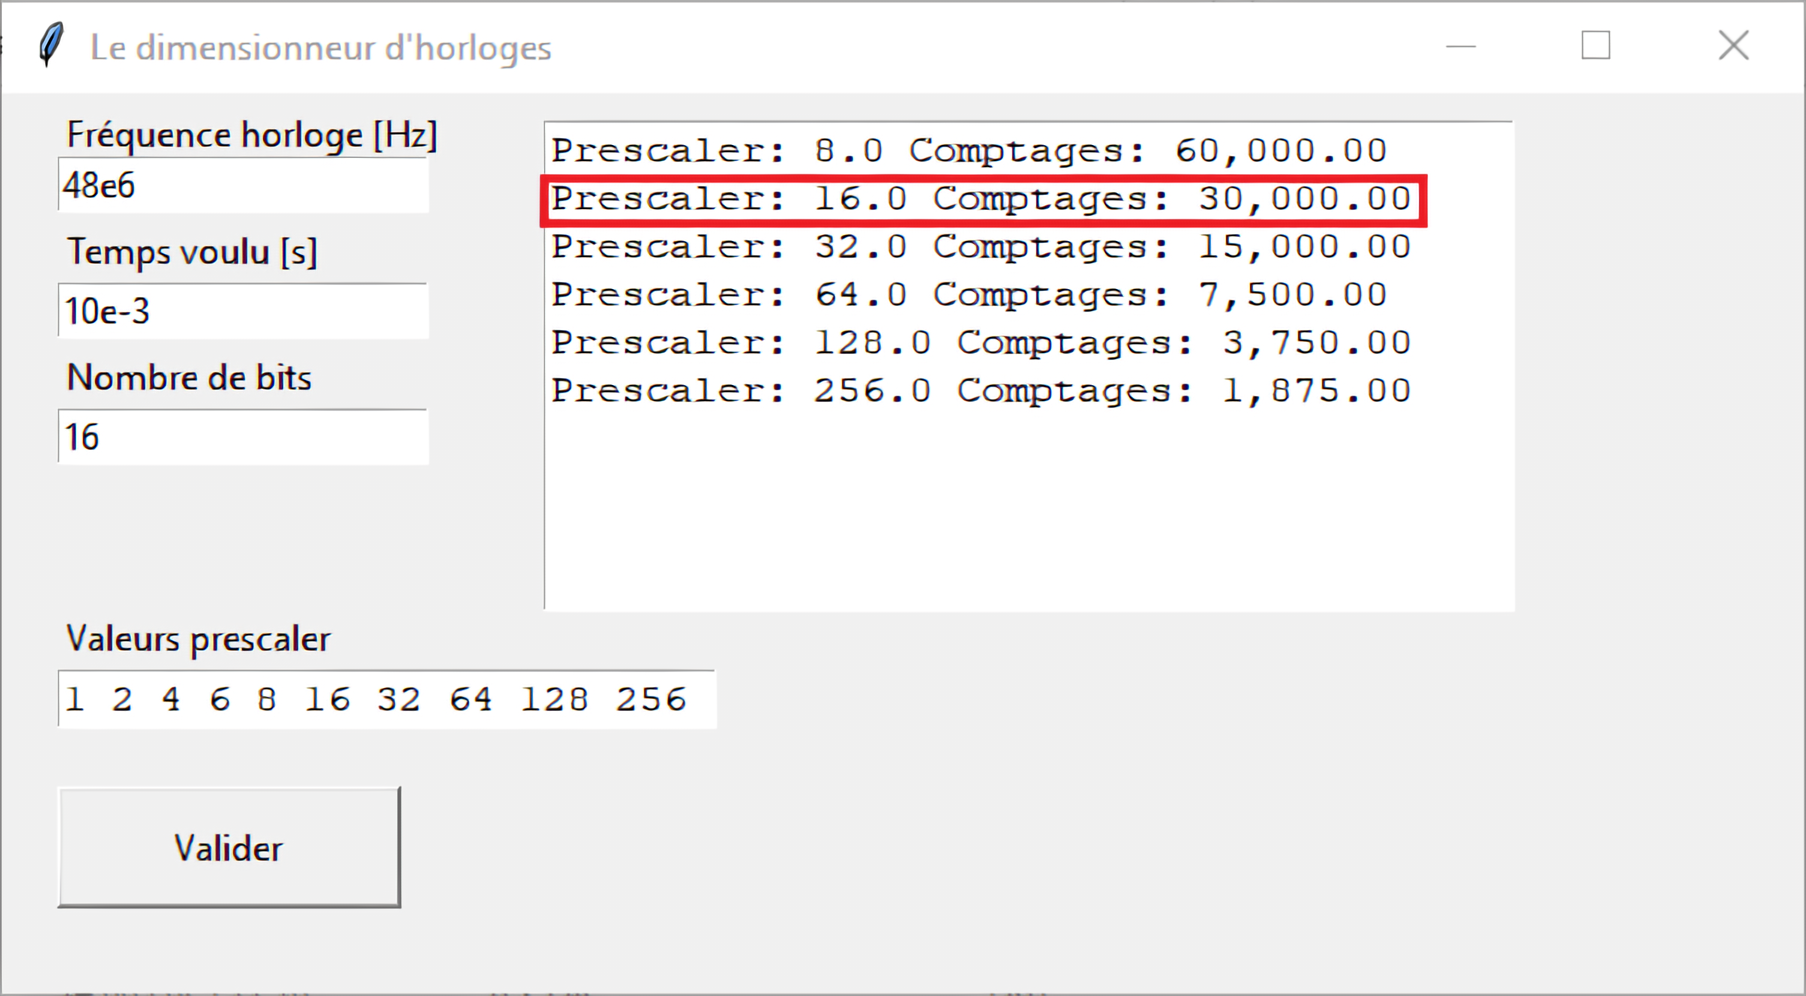 Le dimensionneur d'horloges
Fréquence horloge [Hz]
48e6
Temps voulu [s]
10e-3
Nombre de bits
16
Prescaler: 8.0 Comptages: 60,000.00
Prescaler: 16.0 Comptages: 30,000.00
Prescaler: 32.0 Comptages: 15,000.00
Prescaler: 64.0 Comptages: 7,500.00
Prescaler: 128.0 Comptages: 3,750.00
Prescaler: 256.0 Comptages: 1,875.00
Valeurs prescaler
1 2 4 6 8 16 32 64 128 256
Valider